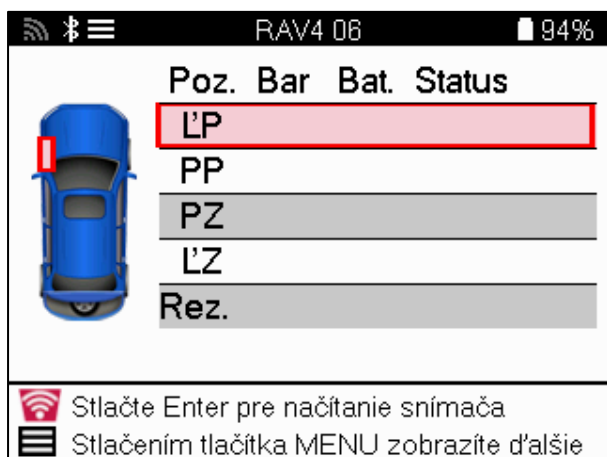 RAV4 06 94%
Poz. Bar Bat. Status
ĽP
PP
PZ
ĽZ
Rez.
Stlačte Enter pre načítanie snímača
Stlačením tlačítka MENU zobrazíte ďalšie